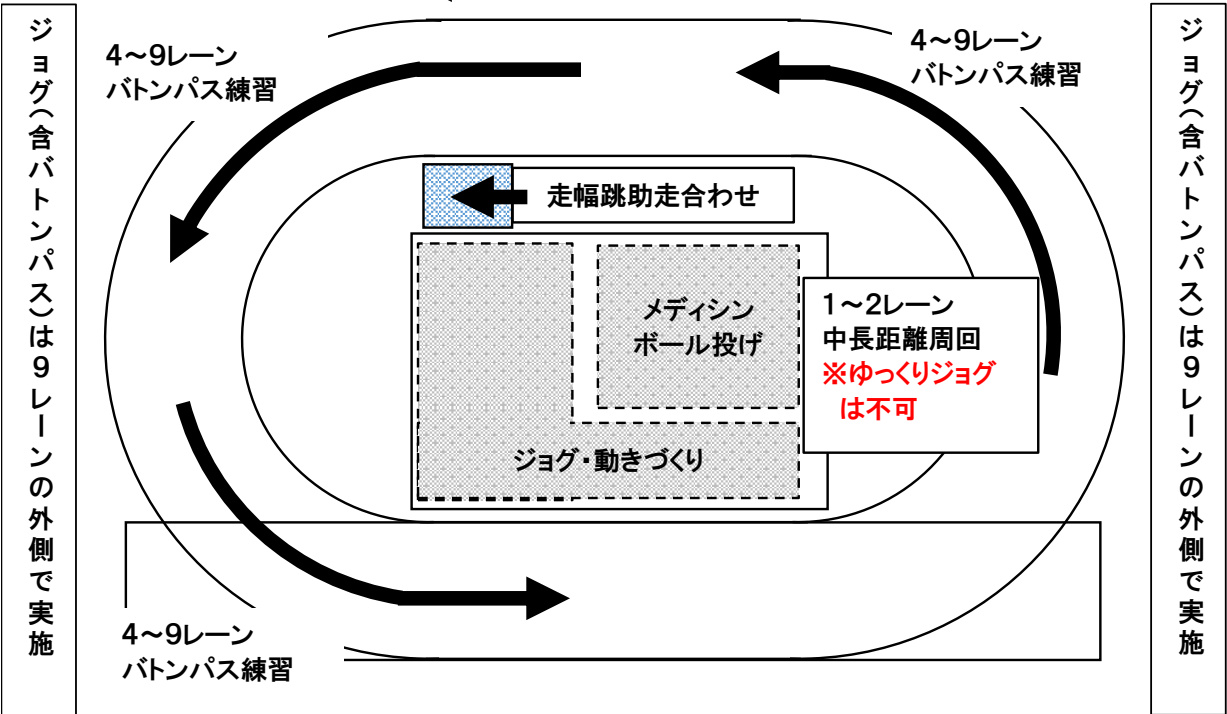 ジョグ(含バトンパス)は9レーンの外側で実施
4~9レーン
バトンパス練習
4~9レーン
バトンパス練習
走幅跳助走合わせ
メディシン
ボール投げ
1~2レーン
中長距離周回
※ゆっくりジョグ
は不可
ジョグ・動きづくり
4~9レーン
バトンパス練習
ジョグ(含バトンパス)は9レーンの外側で実施